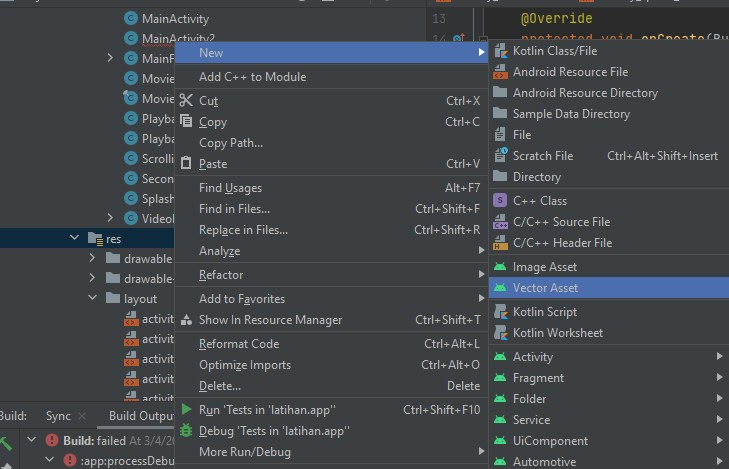 MainActivity
MainActivity2
MainF
Movie
Movie
Playba
Playba
Scrolli
Secon
Splash
VideoD
res
drawable
drawable-
layout
activit
activit
activit
activit
activit
13 @Override
14 protected void onCreate(Bu
New
Add C++ to Module
Cut Ctrl+X
Copy Ctrl+C
Copy Path...
Paste Ctrl+V
Find Usages Alt+F7
Find in Files... Ctrl+Shift+F
Replace in Files... Ctrl+Shift+R
Analyze
Refactor
Add to Favorites
Show In Resource Manager Ctrl+Shift+T
Reformat Code Ctrl+Alt+L
Optimize Imports Ctrl+Alt+O
Delete... Delete
Run 'Tests in 'latihan.app'' Ctrl+Shift+F10
Debug 'Tests in 'latihan.app''
More Run/Debug
Kotlin Class/File
Android Resource File
Android Resource Directory
Sample Data Directory
File
Scratch File Ctrl+Alt+Shift+Insert
Directory
C++ Class
C/C++ Source File
C/C++ Header File
Image Asset
Vector Asset
Kotlin Script
Kotlin Worksheet
Activity
Fragment
Folder
Service
UiComponent
Automotive
Build: Sync Build Outpu
Build: failed At 3/4/20
:app:processDebu